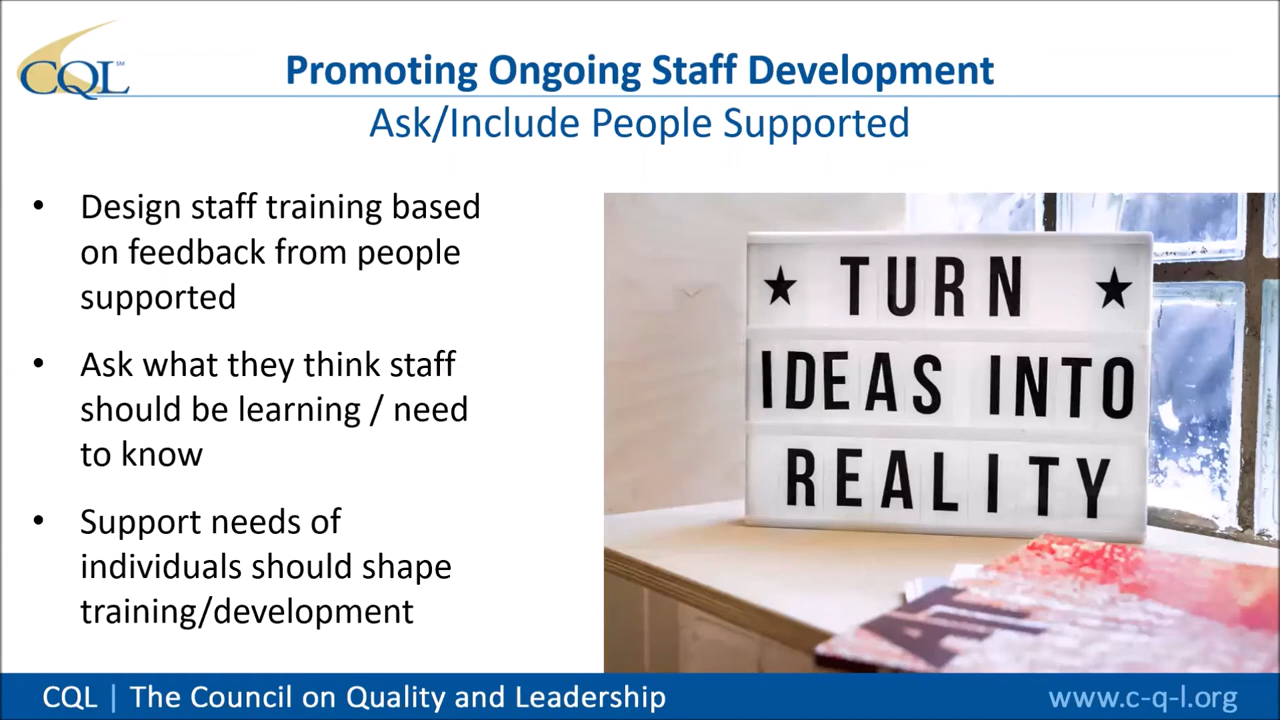 CQL SM
Promoting Ongoing Staff Development
Ask/Include People Supported
• Design staff training based
on feedback from people
supported
• Ask what they think staff
should be learning / need
to know
• Support needs of
individuals should shape
training/development
★ TURN ★
IDEAS INTO
REALITY
CQL | The Council on Quality and Leadership
www.c-q-l.org